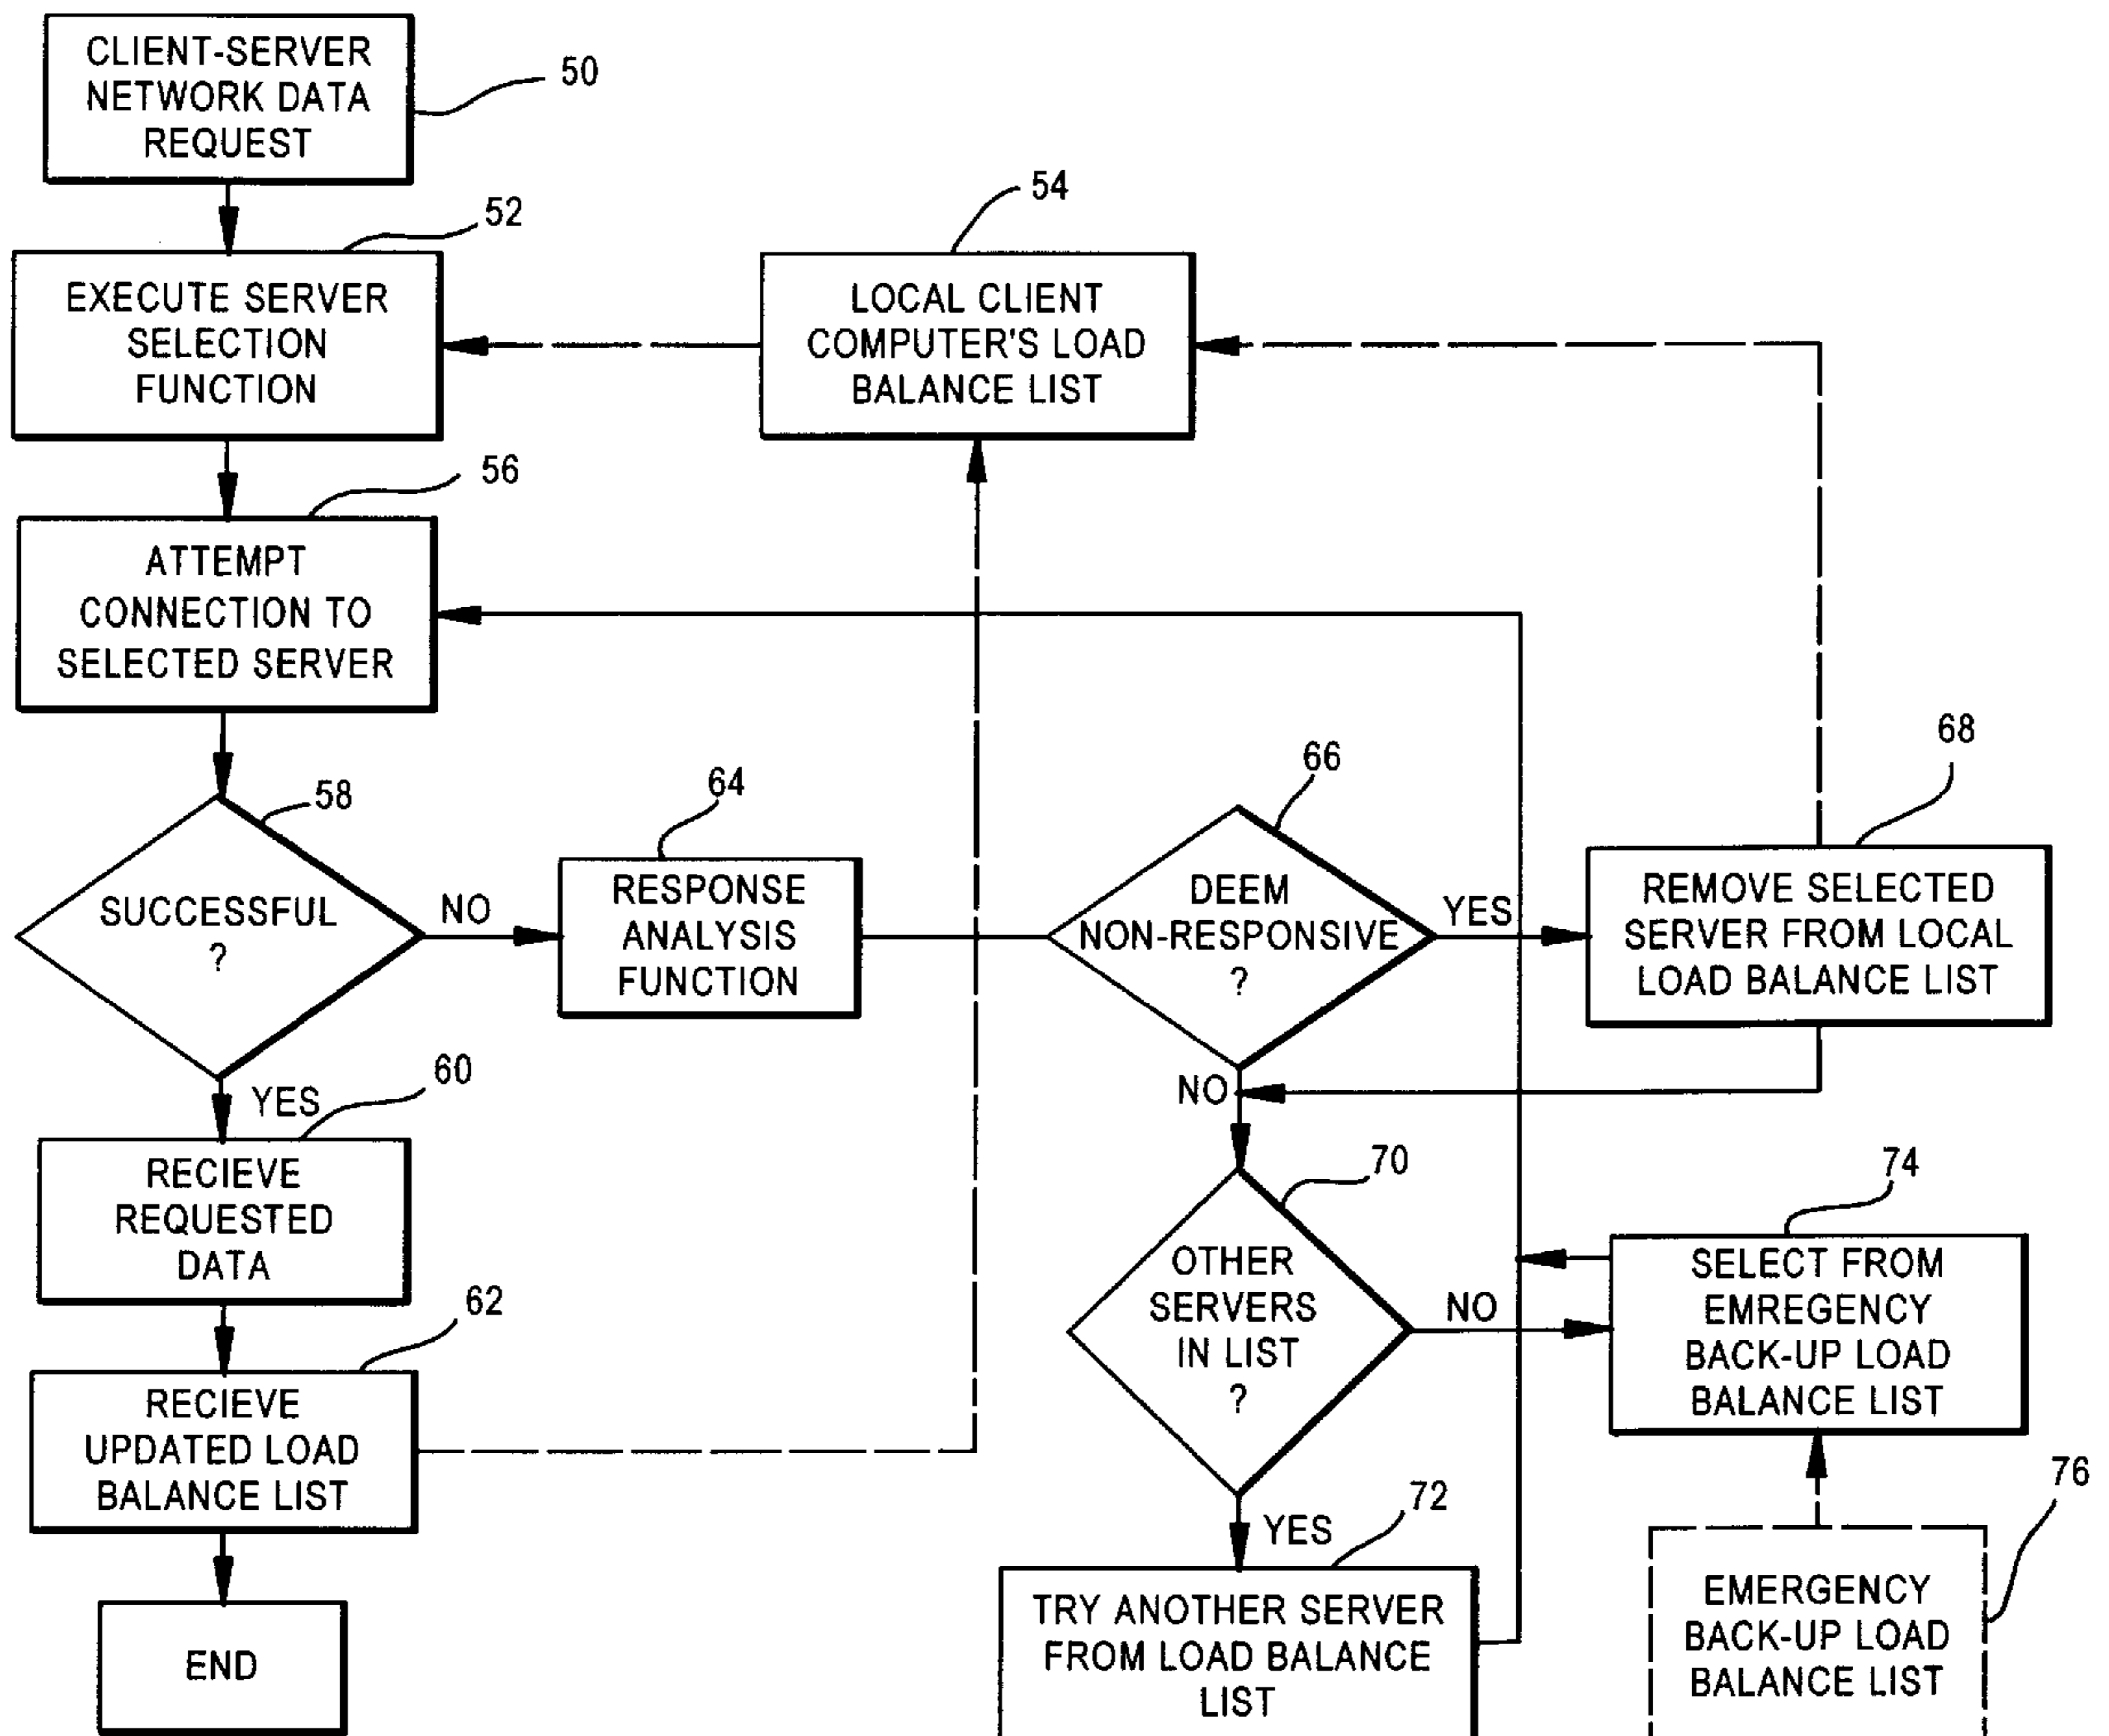 CLIENT-SERVER
NETWORK DATA
REQUEST
50
52
EXECUTE SERVER
SELECTION
FUNCTION
54
LOCAL CLIENT
COMPUTER'S LOAD
BALANCE LIST
56
ATTEMPT
CONNECTION TO
SELECTED SERVER
58
SUCCESSFUL
?
NO
64
RESPONSE
ANALYSIS
FUNCTION
66
DEEM
NON-RESPONSIVE
?
YES
68
REMOVE SELECTED
SERVER FROM LOCAL
LOAD BALANCE LIST
NO
YES
60
RECIEVE
REQUESTED
DATA
62
RECIEVE
UPDATED LOAD
BALANCE LIST
END
70
OTHER
SERVERS
IN LIST
?
NO
74
SELECT FROM
EMREGENCY
BACK-UP LOAD
BALANCE LIST
YES
72
TRY ANOTHER SERVER
FROM LOAD BALANCE
LIST
76
EMERGENCY
BACK-UP LOAD
BALANCE LIST